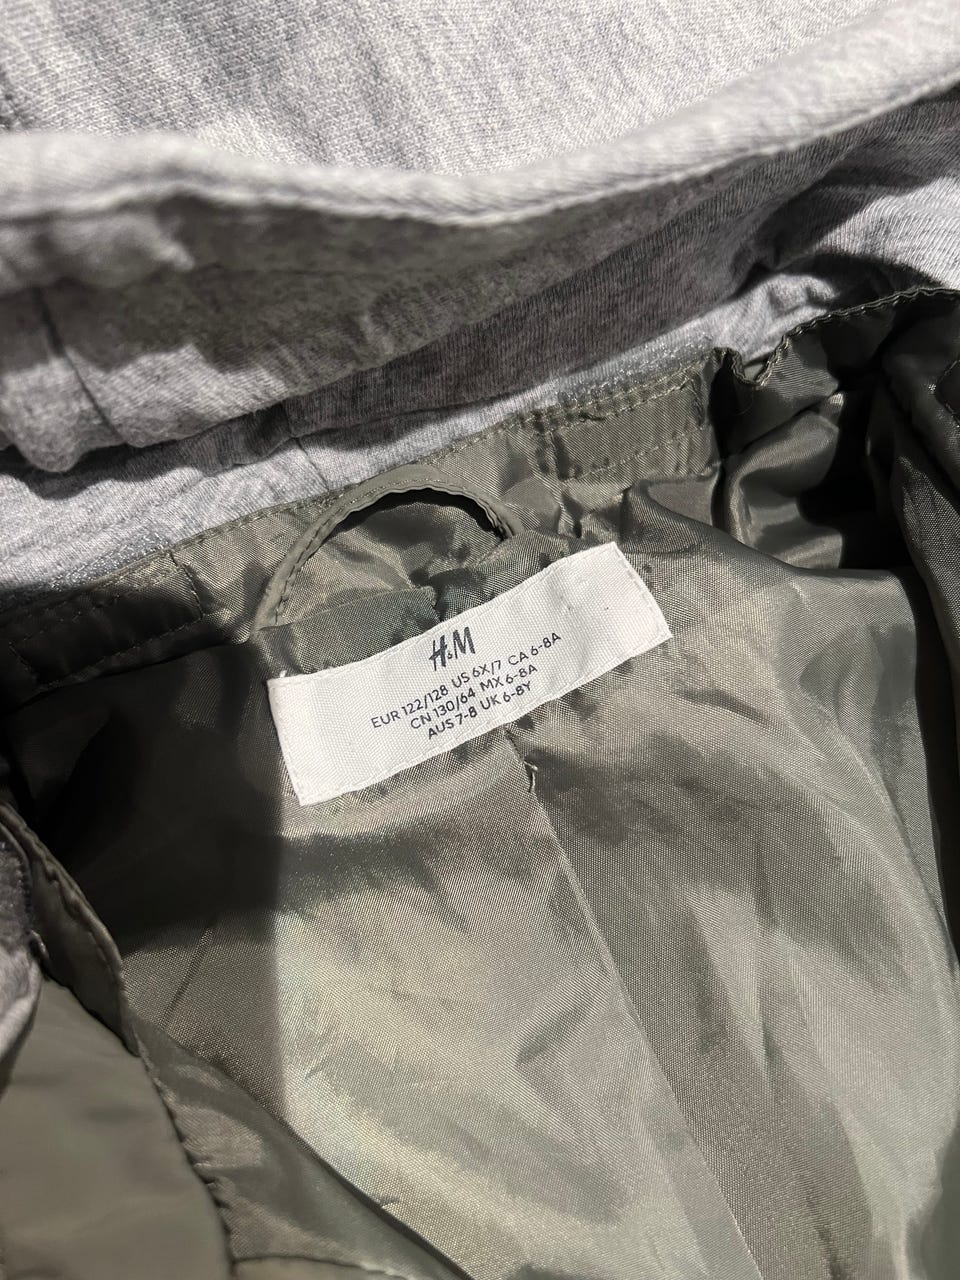 H&M
EUR 122/128 US 6X/7 CA 6-8A
CN 130/64 MX 6-8A
AUS 7-8 UK 6-8Y